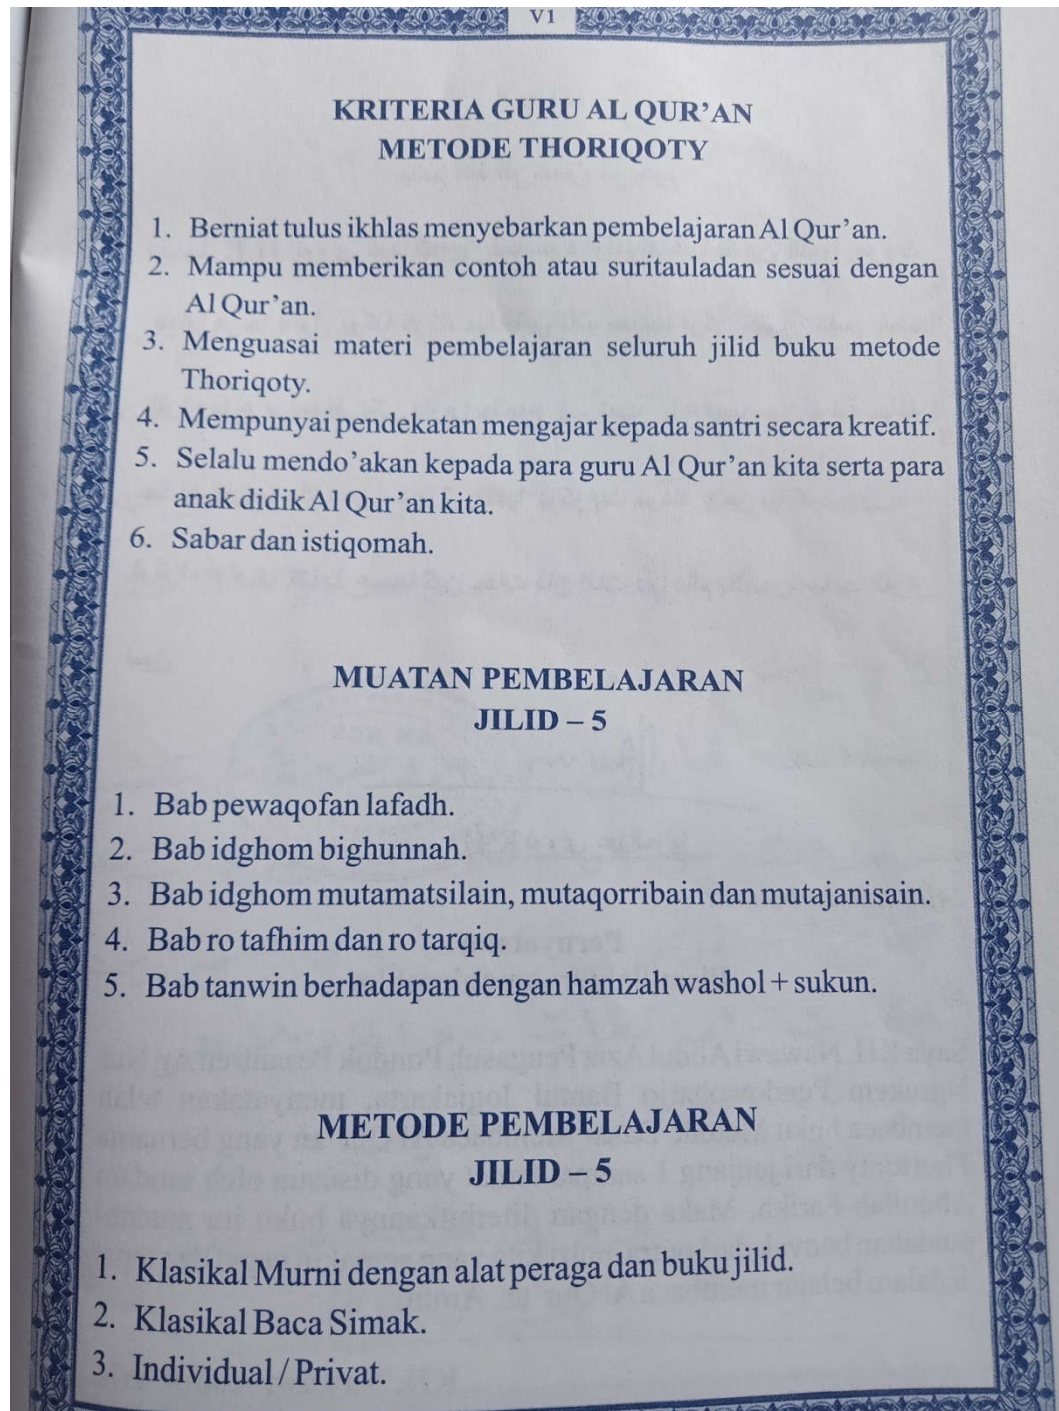 V1
KRITERIA GURU AL QUR'AN
METODE THORIQOTY
1. Berniat tulus ikhlas menyebarkan pembelajaran Al Qur'an.
2. Mampu memberikan contoh atau suritauladan sesuai dengan
Al Qur'an.
3. Menguasai materi pembelajaran seluruh jilid buku metode
Thoriqoty.
4. Mempunyai pendekatan mengajar kepada santri secara kreatif.
5. Selalu mendo'akan kepada para guru Al Qur'an kita serta para
anak didik Al Qur'an kita.
6. Sabar dan istiqomah.
MUATAN PEMBELAJARAN
JILID – 5
1. Bab pewaqofan lafadh.
2. Bab idghom bighunnah.
3. Bab idghom mutamatsilain, mutaqorribain dan mutajanisain.
4. Bab ro tafhim dan ro tarqiq.
5. Bab tanwin berhadapan dengan hamzah washol + sukun.
METODE PEMBELAJARAN
JILID – 5
1. Klasikal Murni dengan alat peraga dan buku jilid.
2. Klasikal Baca Simak.
3. Individual / Privat.